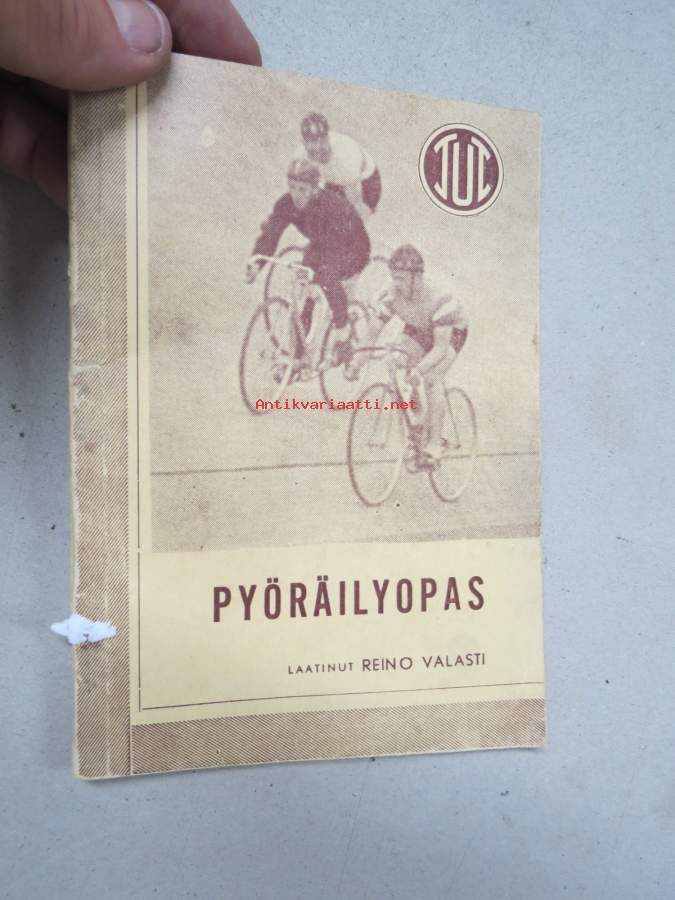 TUL
Antikvariaatti.net
PYÖRÄILYOPAS
LAATINUT REINO VALASTI